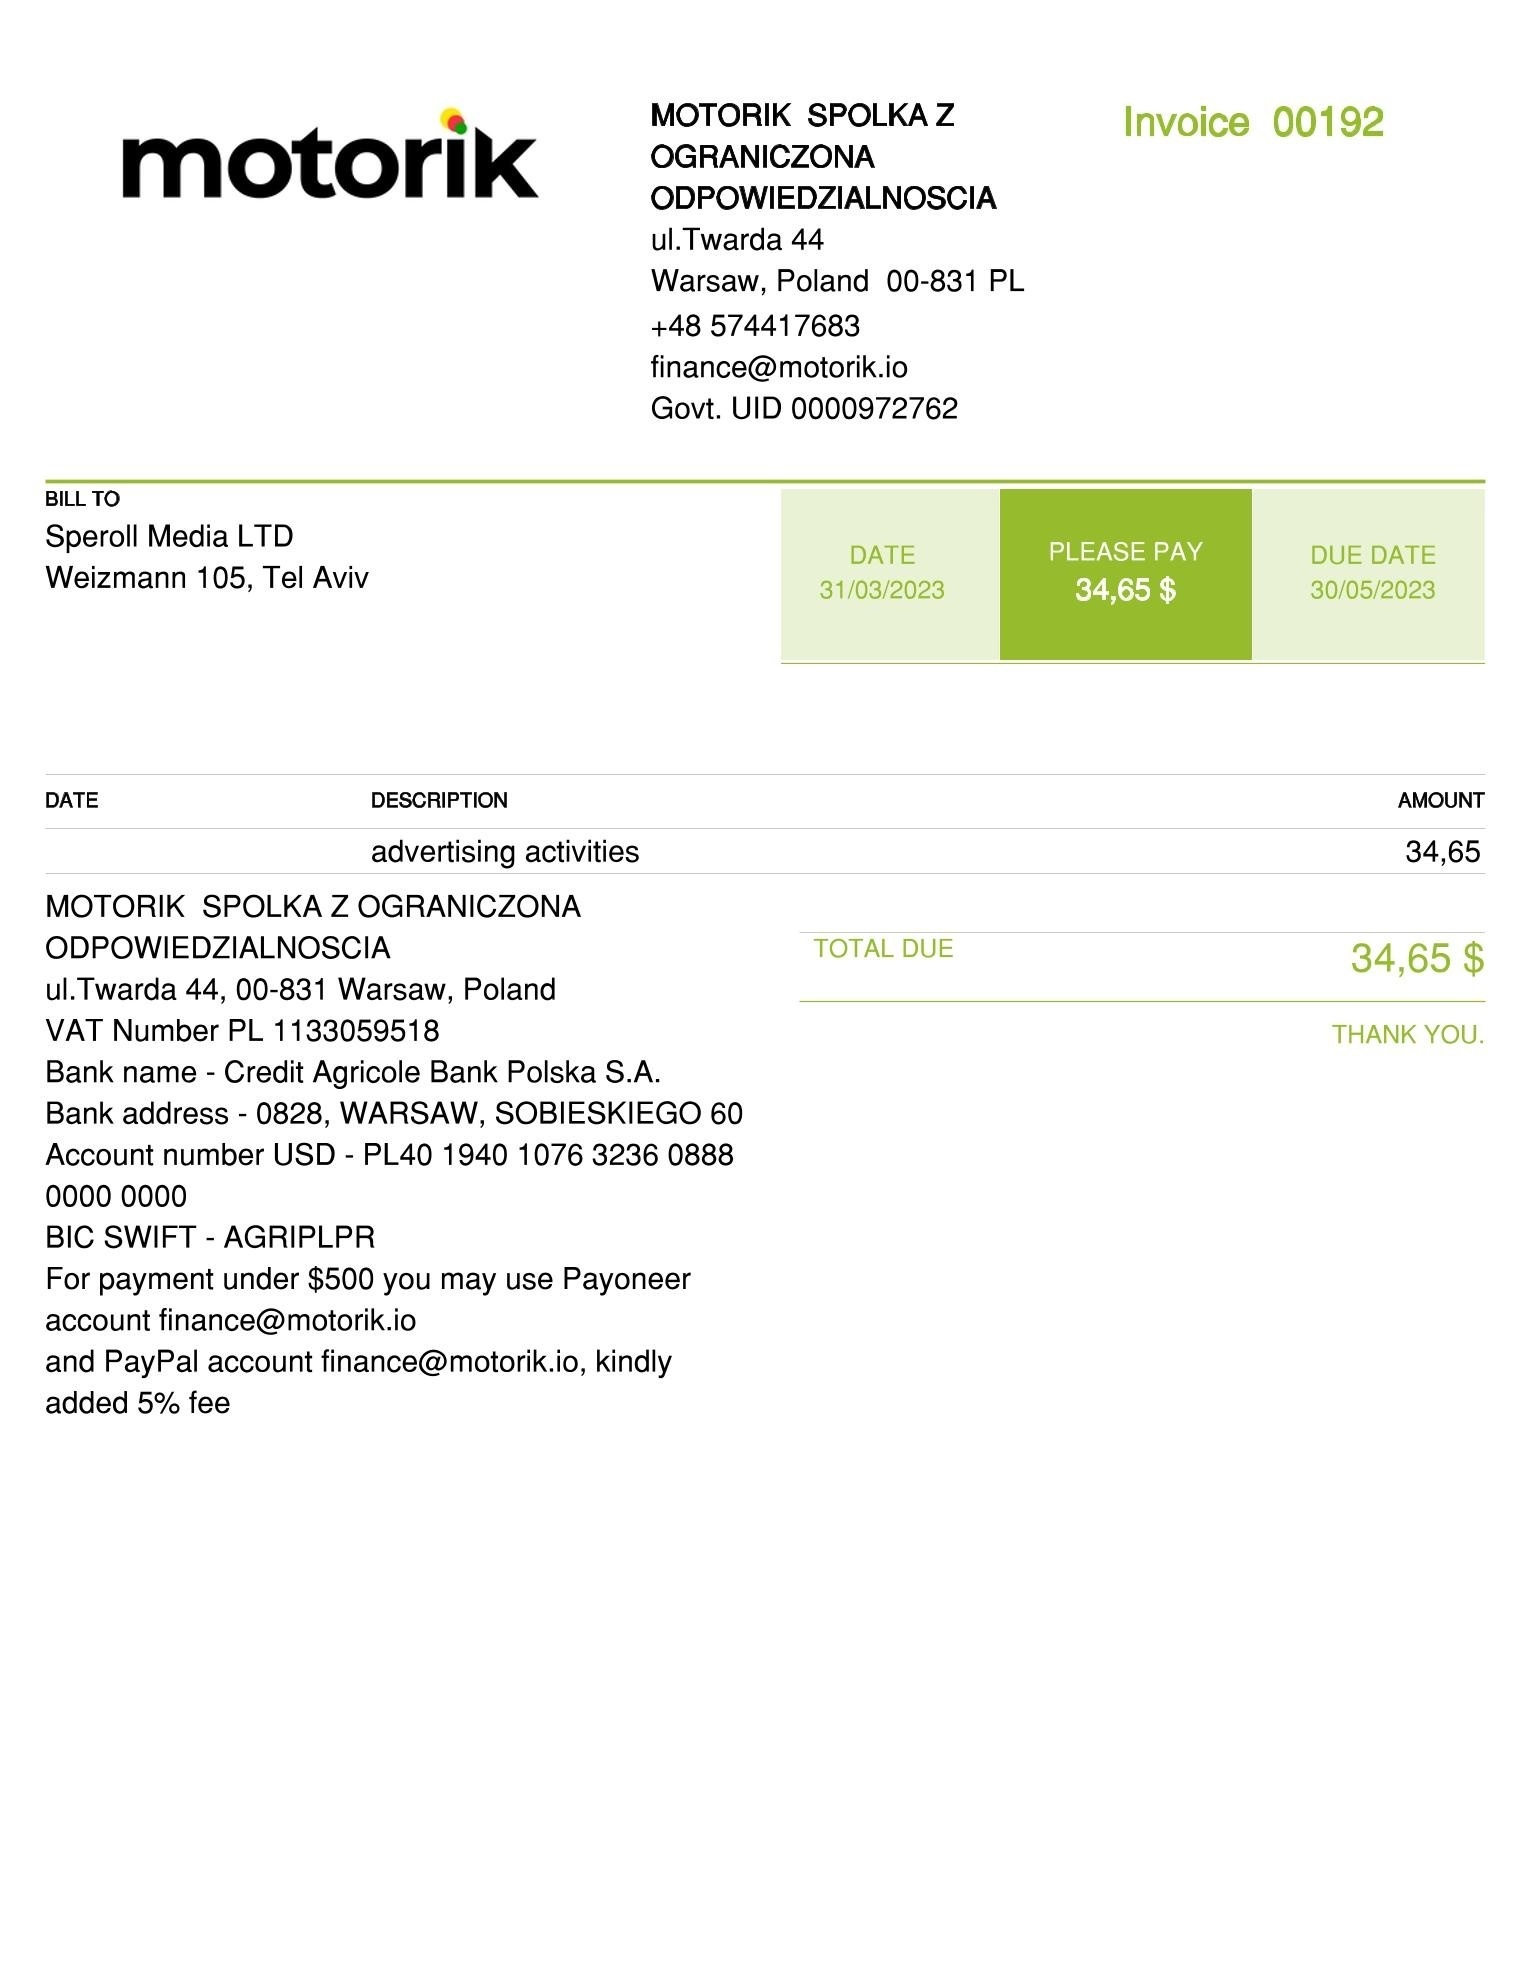 motorik
MOTORIK  SPOLKA Z
OGRANICZONA
ODPOWIEDZIALNOSCIA
ul.Twarda 44
Warsaw, Poland  00-831 PL
+48 574417683
finance@motorik.io
Govt. UID 0000972762
Invoice  00192
BILL TO
Speroll Media LTD
Weizmann 105, Tel Aviv
DATE
31/03/2023
PLEASE PAY
34,65 $
DUE DATE
30/05/2023
DATE DESCRIPTION AMOUNT
advertising activities 34,65
MOTORIK  SPOLKA Z OGRANICZONA
ODPOWIEDZIALNOSCIA
ul.Twarda 44, 00-831 Warsaw, Poland
VAT Number PL 1133059518
Bank name - Credit Agricole Bank Polska S.A.
Bank address - 0828, WARSAW, SOBIESKIEGO 60
Account number USD - PL40 1940 1076 3236 0888
0000 0000
BIC SWIFT - AGRIPLPR
For payment under $500 you may use Payoneer
account finance@motorik.io
and PayPal account finance@motorik.io, kindly
added 5% fee
TOTAL DUE 34,65 $
THANK YOU.